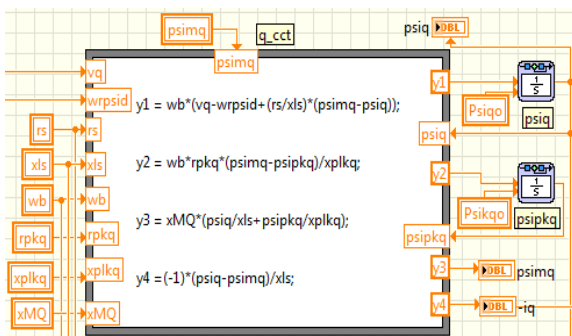 psimq
q_cct
psiq DBL
psimq
vq
y1
1
s
wrpsid
y1 = wb*(vq-wrpsid+(rs/xls)*(psimq-psiq));
Psiqo
psiq
rs
rs
psiq
xls
xls
y2 = wb*rpkq*(psimq-psipkq)/xplkq;
y2
1
s
wb
wb
Psikqo
psipkq
rpkq
rpkq
y3 = xMQ*(psiq/xls+psipkq/xplkq);
psipkq
xplkq
xplkq
y3
DBL psimq
y4 =(-1)*(psiq-psimq)/xls;
xMQ
xMQ
y4
DBL -iq